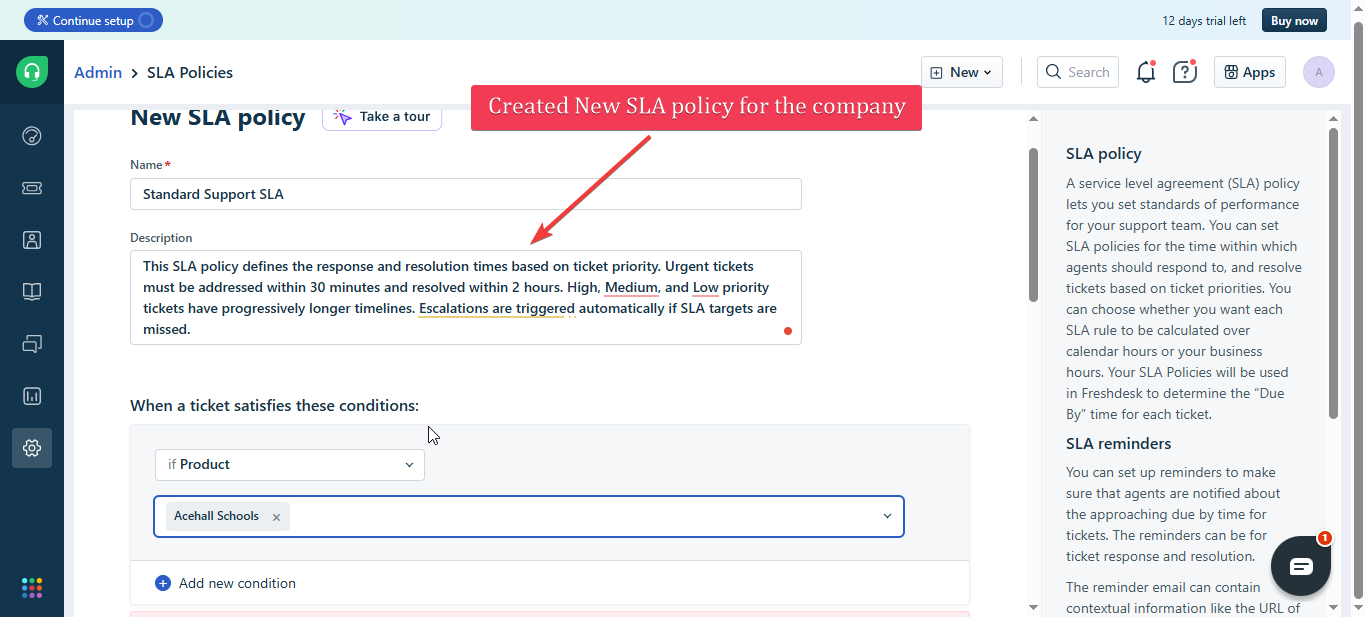 Continue setup
12 days trial left
Buy now
Admin > SLA Policies
New
Search
Apps
A
New SLA policy
Take a tour
Created New SLA policy for the company
Name*
Standard Support SLA
Description
This SLA policy defines the response and resolution times based on ticket priority. Urgent tickets
must be addressed within 30 minutes and resolved within 2 hours. High, Medium, and Low priority
tickets have progressively longer timelines. Escalations are triggered automatically if SLA targets are
missed.
When a ticket satisfies these conditions:
if Product
Acehall Schools ×
Add new condition
SLA policy
A service level agreement (SLA) policy
lets you set standards of performance
for your support team. You can set
SLA policies for the time within which
agents should respond to, and resolve
tickets based on ticket priorities. You
can choose whether you want each
SLA rule to be calculated over
calendar hours or your business
hours. Your SLA Policies will be used
in Freshdesk to determine the “Due
By” time for each ticket.
SLA reminders
You can set up reminders to make
sure that agents are notified about
the approaching due by time for
tickets. The reminders can be for
ticket response and resolution.
The reminder email can contain
contextual information like the URL of
1